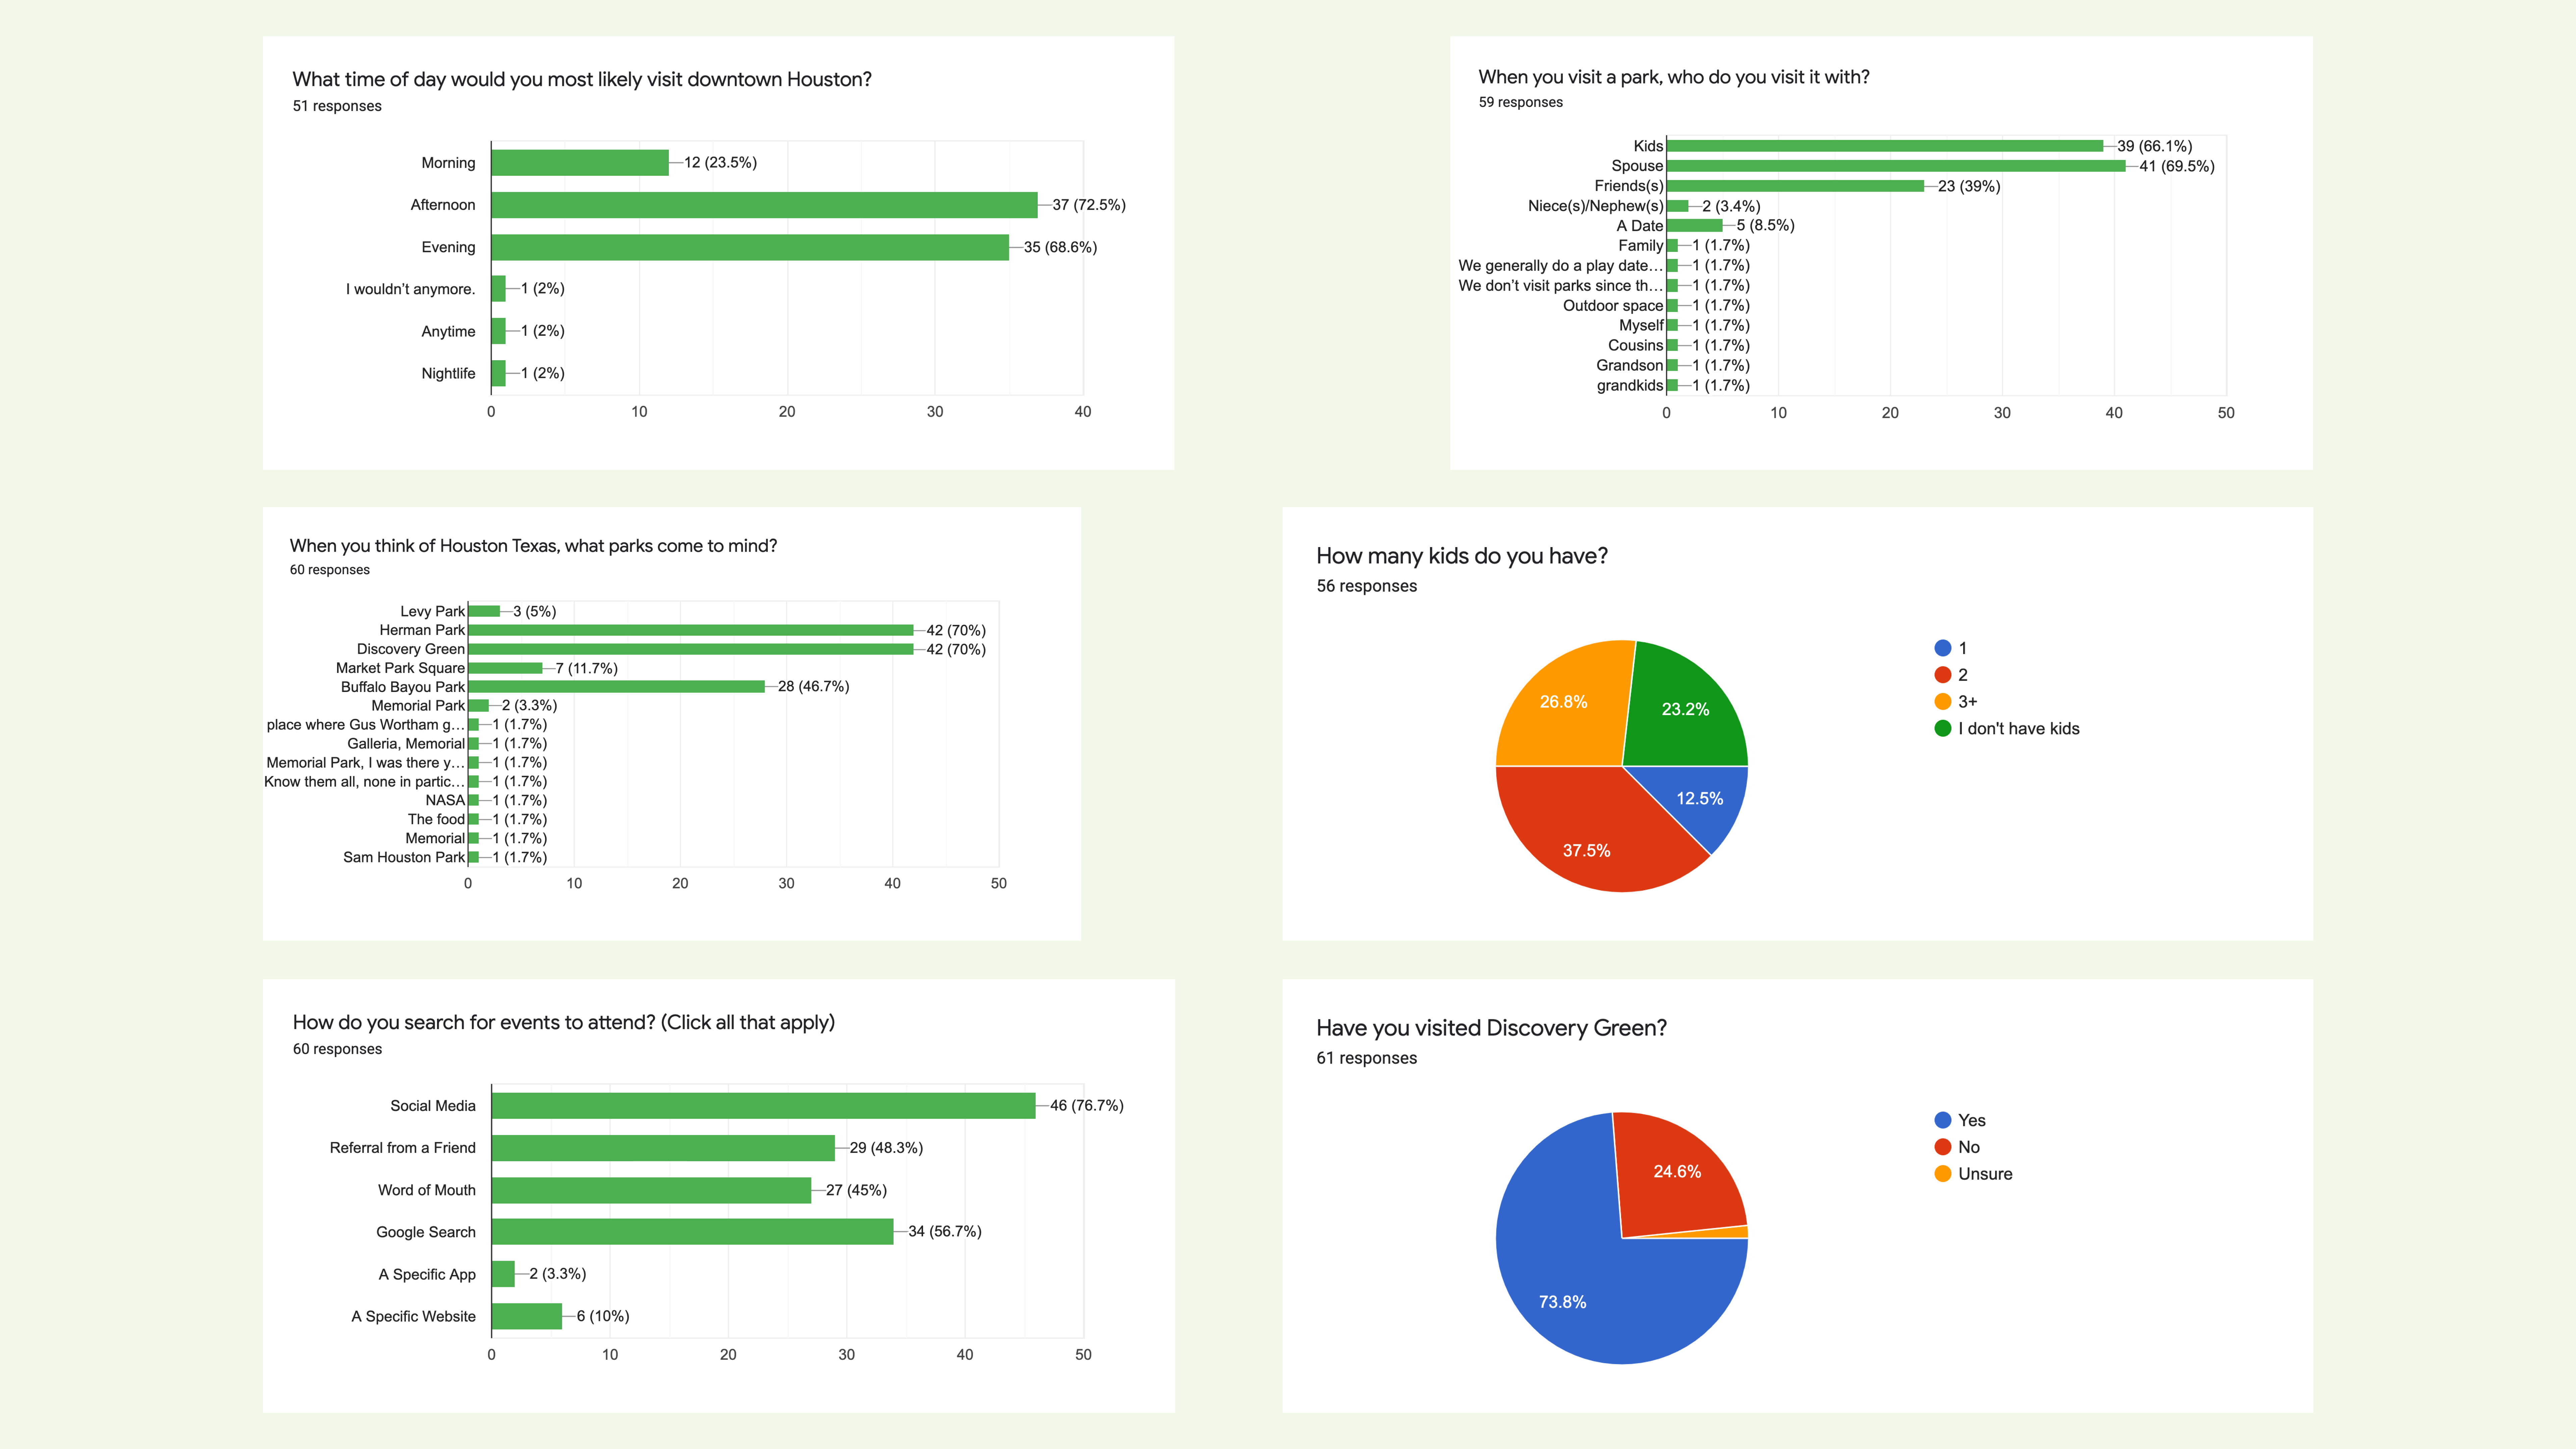 What time of day would you most likely visit downtown Houston?
51 responses
Morning 12 (23.5%)
Afternoon 37 (72.5%)
Evening 35 (68.6%)
I wouldn't anymore. 1 (2%)
Anytime 1 (2%)
Nightlife 1 (2%)
0 10 20 30 40
When you visit a park, who do you visit it with?
59 responses
Kids 39 (66.1%)
Spouse 41 (69.5%)
Friends(s) 23 (39%)
Niece(s)/Nephew(s) 2 (3.4%)
A Date 5 (8.5%)
Family 1 (1.7%)
We generally do a play date… 1 (1.7%)
We don't visit parks since th… 1 (1.7%)
Outdoor space 1 (1.7%)
Myself 1 (1.7%)
Cousins 1 (1.7%)
Grandson 1 (1.7%)
grandkids 1 (1.7%)
0 10 20 30 40 50
When you think of Houston Texas, what parks come to mind?
60 responses
Levy Park 3 (5%)
Herman Park 42 (70%)
Discovery Green 42 (70%)
Market Park Square 7 (11.7%)
Buffalo Bayou Park 28 (46.7%)
Memorial Park 2 (3.3%)
place where Gus Wortham g… 1 (1.7%)
Galleria, Memorial 1 (1.7%)
Memorial Park, I was there y… 1 (1.7%)
Know them all, none in partic… 1 (1.7%)
NASA 1 (1.7%)
The food 1 (1.7%)
Memorial 1 (1.7%)
Sam Houston Park 1 (1.7%)
0 10 20 30 40 50
How many kids do you have?
56 responses
26.8%
23.2%
12.5%
37.5%
1
2
3+
I don't have kids
How do you search for events to attend? (Click all that apply)
60 responses
Social Media 46 (76.7%)
Referral from a Friend 29 (48.3%)
Word of Mouth 27 (45%)
Google Search 34 (56.7%)
A Specific App 2 (3.3%)
A Specific Website 6 (10%)
0 10 20 30 40 50
Have you visited Discovery Green?
61 responses
24.6%
73.8%
Yes
No
Unsure